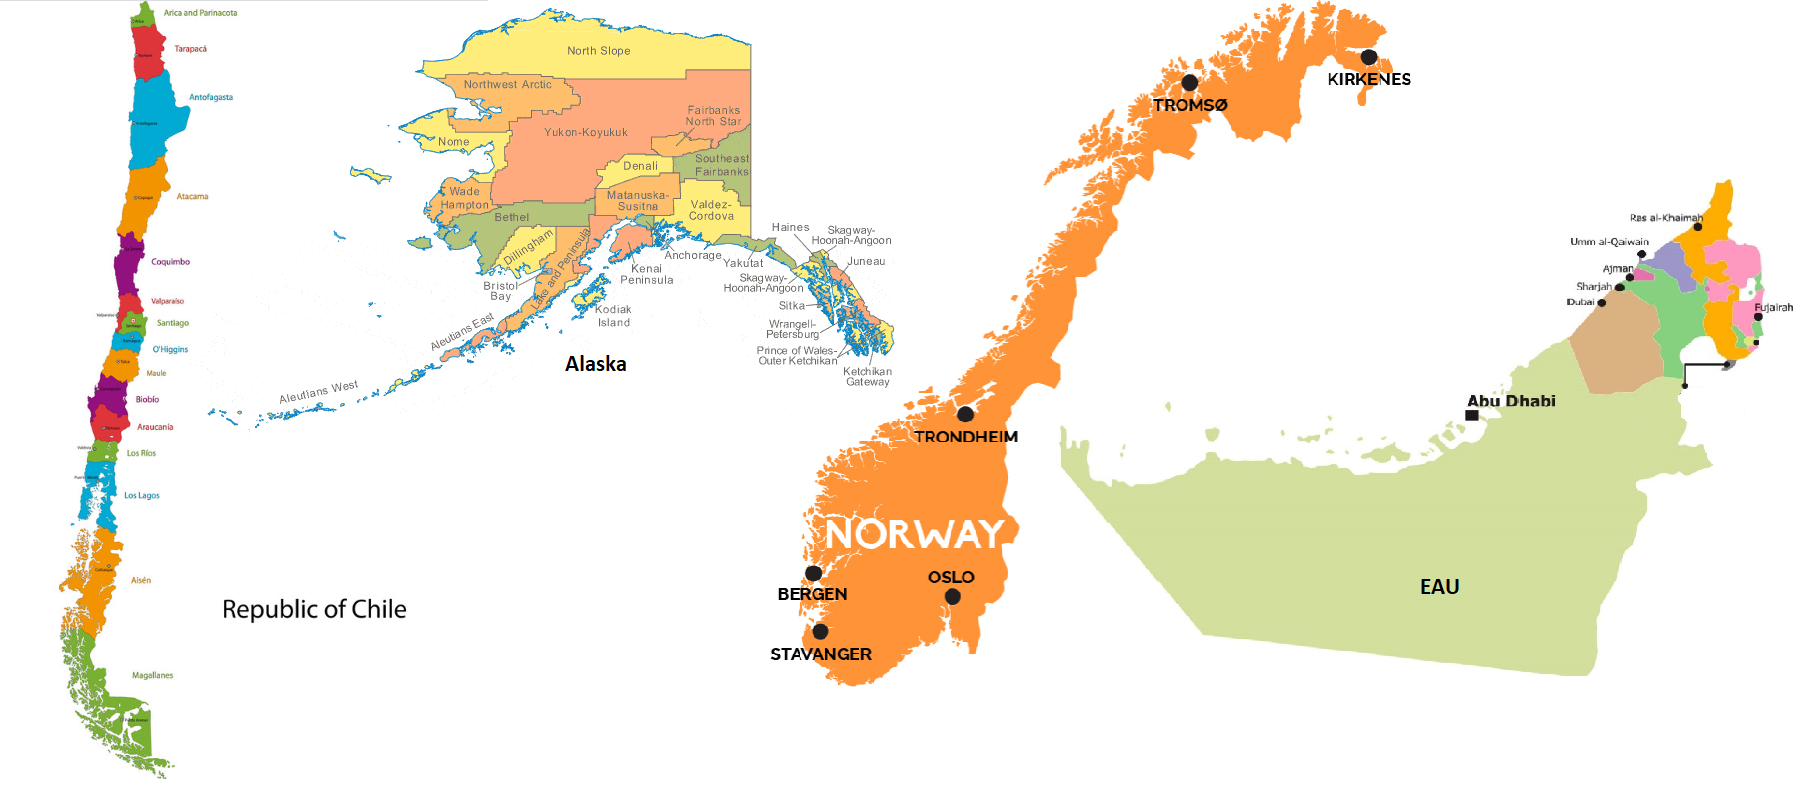 Arica and Parinacota
Tarapacá
Antofagasta
Atacama
Coquimbo
Valparaíso
Santiago
O'Higgins
Maule
Biobío
Araucanía
Los Ríos
Los Lagos
Aisén
Magallanes
Republic of Chile
North Slope
Northwest Arctic
Fairbanks
North Star
Yukon-Koyukuk
Nome
Denali
Southeast
Fairbanks
Wade
Hampton
Matanuska-
Susitna
Valdez-
Cordova
Bethel
Dillingham
Lake and Peninsula
Bristol
Bay
Kenai
Peninsula
Anchorage
Yakutat
Haines
Skagway-
Hoonah-Angoon
Juneau
Skagway-
Hoonah-Angoon
Sitka
Wrangell-
Petersburg
Prince of Wales-
Outer Ketchikan
Ketchikan
Gateway
Kodiak
Island
Aleutians East
Aleutians West
Alaska
KIRKENES
TROMSØ
TRONDHEIM
NORWAY
OSLO
BERGEN
STAVANGER
Ras al-Khaimah
Umm al-Qaiwain
Ajman
Sharjah
Dubai
Fujairah
Abu Dhabi
EAU